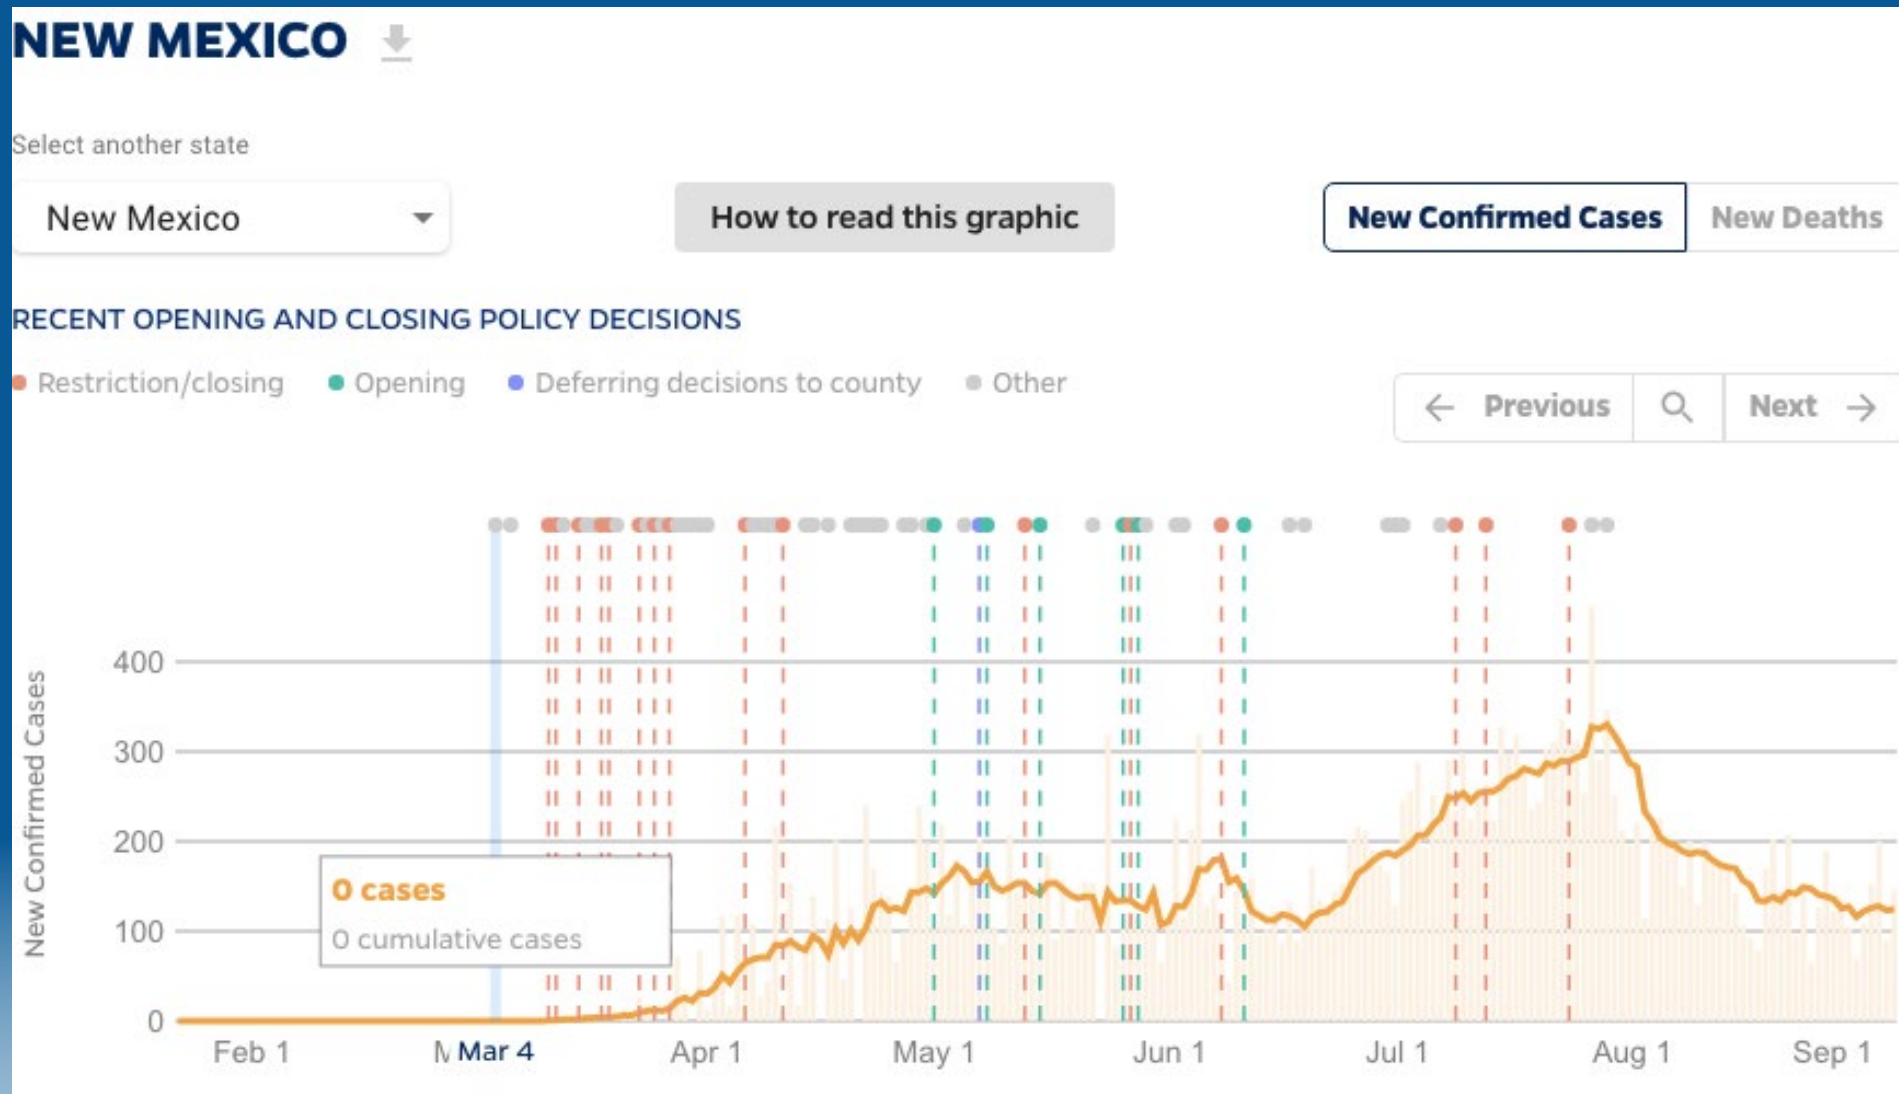 NEW MEXICO
Select another state
New Mexico
How to read this graphic
New Confirmed Cases
New Deaths
RECENT OPENING AND CLOSING POLICY DECISIONS
Restriction/closing
Opening
Deferring decisions to county
Other
Previous
Next
400
300
200
100
0
New Confirmed Cases
0 cases
0 cumulative cases
Feb 1
Mar 4
Apr 1
May 1
Jun 1
Jul 1
Aug 1
Sep 1